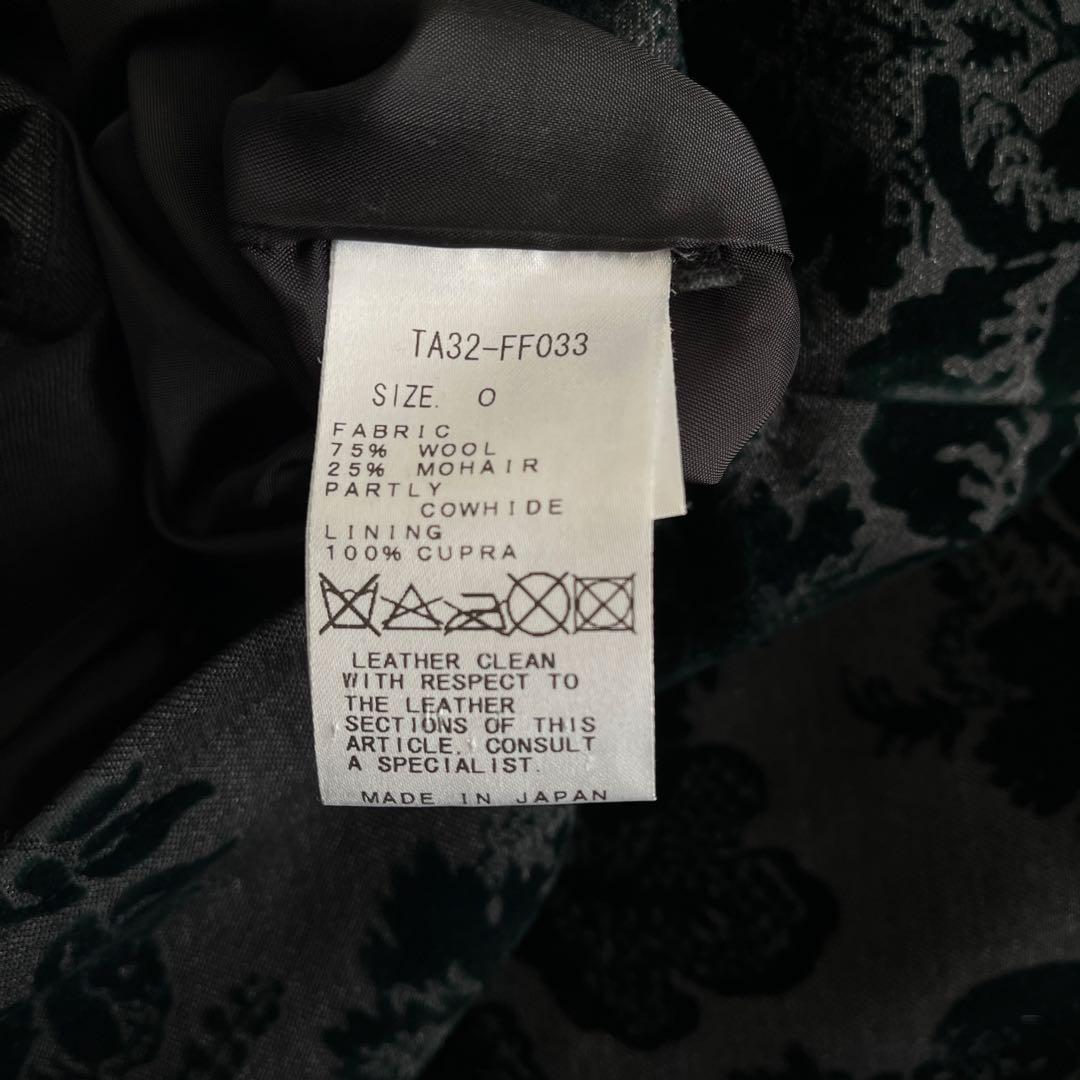 TA32-FF033
SIZE. 0
FABRIC
75% WOOL
25% MOHAIR
PARTLY
COWHIDE
LINING
100% CUPRA
LEATHER CLEAN
WITH RESPECT TO
THE LEATHER
SECTIONS OF THIS
ARTICLE. CONSULT
A SPECIALIST.
MADE IN JAPAN